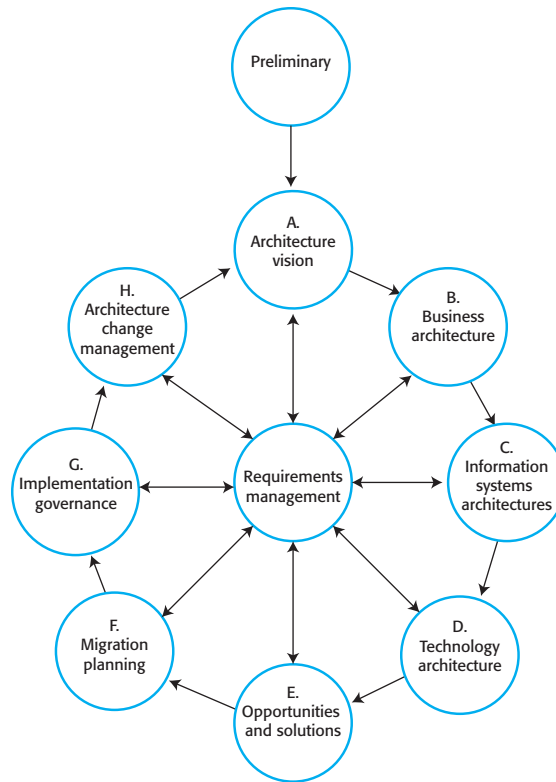 Preliminary
A.
Architecture
vision
B.
Business
architecture
C.
Information
systems
architectures
D.
Technology
architecture
E.
Opportunities
and solutions
F.
Migration
planning
G.
Implementation
governance
H.
Architecture
change
management
Requirements
management